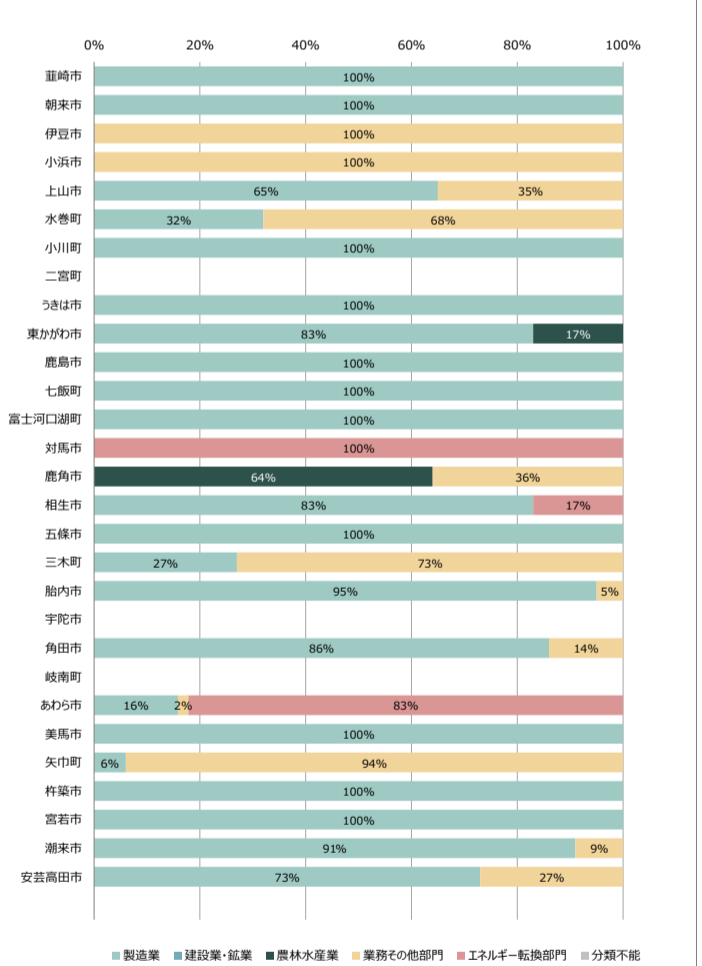 0% 20% 40% 60% 80% 100%
韮崎市 100%
朝来市 100%
伊豆市 100%
小浜市 100%
上山市 65% 35%
水巻町 32% 68%
小川町 100%
二宮町
うきは市 100%
東かがわ市 83% 17%
鹿島市 100%
七飯町 100%
富士河口湖町 100%
対馬市 100%
鹿角市 64% 36%
相生市 83% 17%
五條市 100%
三木町 27% 73%
胎内市 95% 5%
宇陀市
角田市 86% 14%
岐南町
あわら市 16% 2% 83%
美馬市 100%
矢巾町 6% 94%
杵築市 100%
宮若市 100%
潮来市 91% 9%
安芸高田市 73% 27%
製造業 建設業・鉱業 農林水産業 業務その他部門 エネルギー転換部門 分類不能